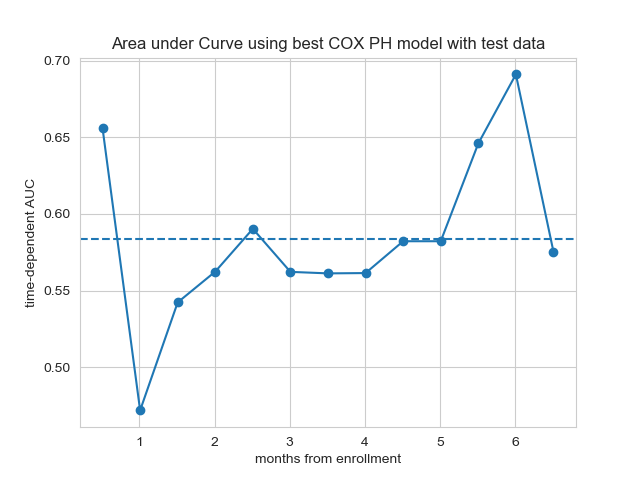 Area under Curve using best COX PH model with test data
0.70
0.65
0.60
0.55
0.50
time-dependent AUC
1 2 3 4 5 6
months from enrollment